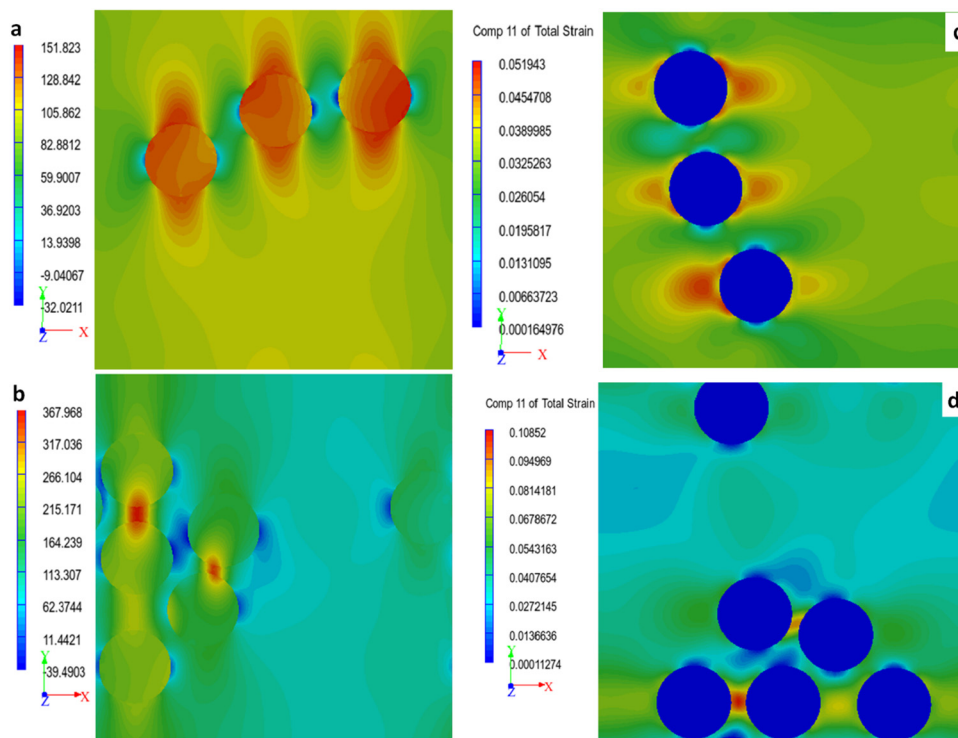 a
151.823
128.842
105.862
82.8812
59.9007
36.9203
13.9398
-9.04067
-32.0211
Y
Z
X
Comp 11 of Total Strain
0.051943
0.0454708
0.0389985
0.0325263
0.026054
0.0195817
0.0131095
0.00663723
0.000164976
Y
Z
X
b
367.968
317.036
266.104
215.171
164.239
113.307
62.3744
11.4421
-39.4903
Y
Z
X
Comp 11 of Total Strain
0.10852
0.094969
0.0814181
0.0678672
0.0543163
0.0407654
0.0272145
0.0136636
0.00011274
Y
Z
X
d